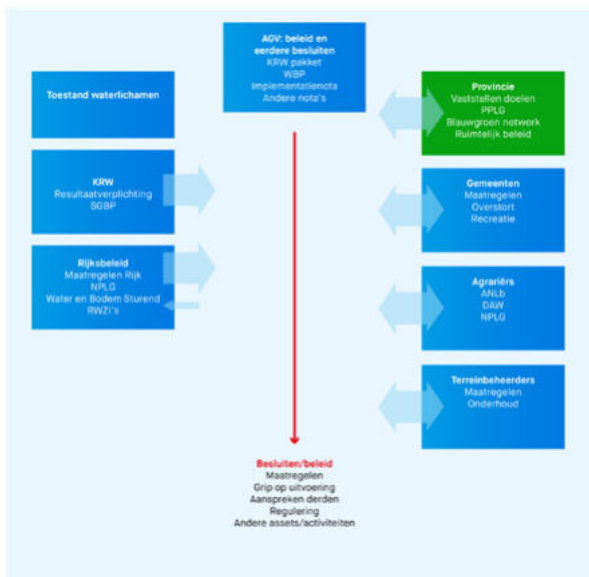 AGV: beleid en
eerdere besluiten
KRW pakket
WBP
Implementatienota
Andere nota's
Toestand waterlichamen
KRW
Resultaatverplichting
SGBP
Rijksbeleid
Maatregelen Rijk
NPLG
Water en Bodem Sturend
RWZI's
Provincie
Vaststellen doelen
PPLG
Blauwgroen netwerk
Ruimtelijk beleid
Gemeenten
Maatregelen
Overstort
Recreatie
Agrariërs
ANLb
DAW
NPLG
Terreinbeheerders
Maatregelen
Onderhoud
Besluiten/beleid
Maatregelen
Grip op uitvoering
Aanspreken derden
Regulering
Andere assets/activiteiten